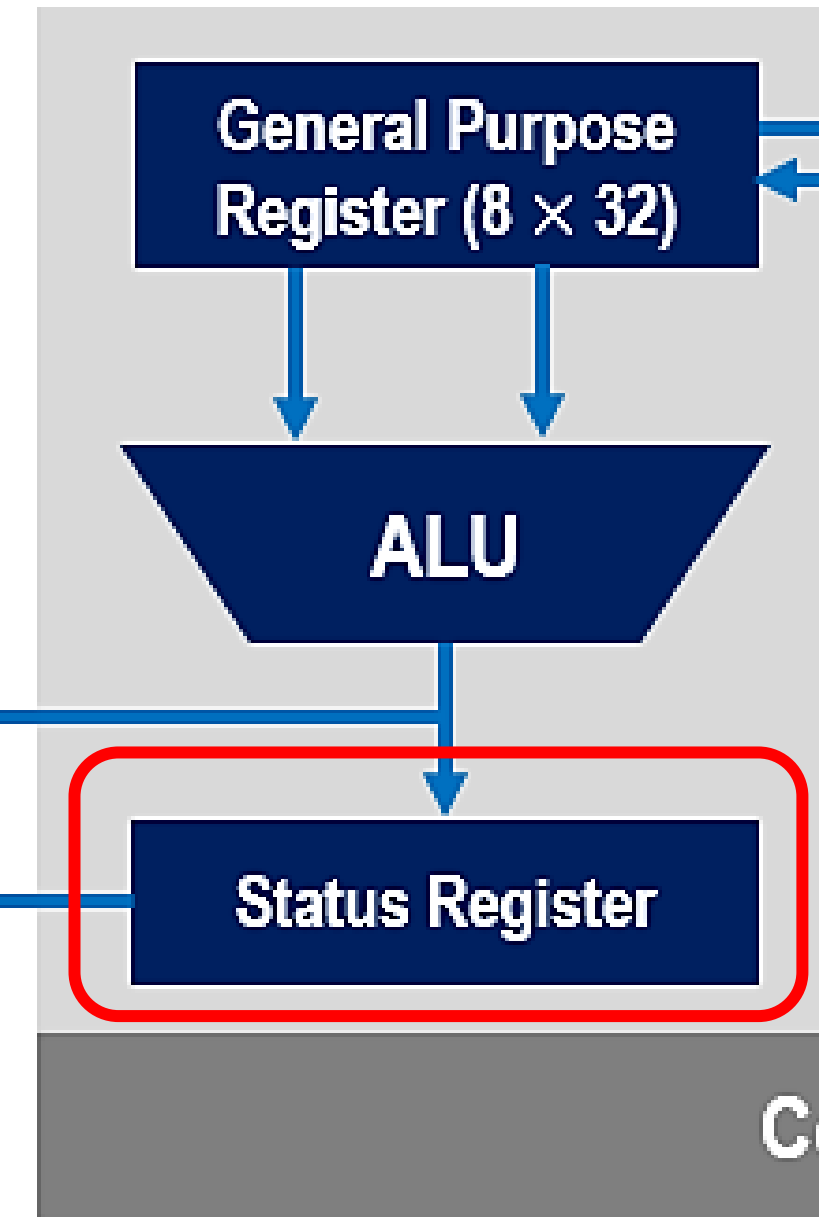 General Purpose
Register (8 × 32)
ALU
Status Register